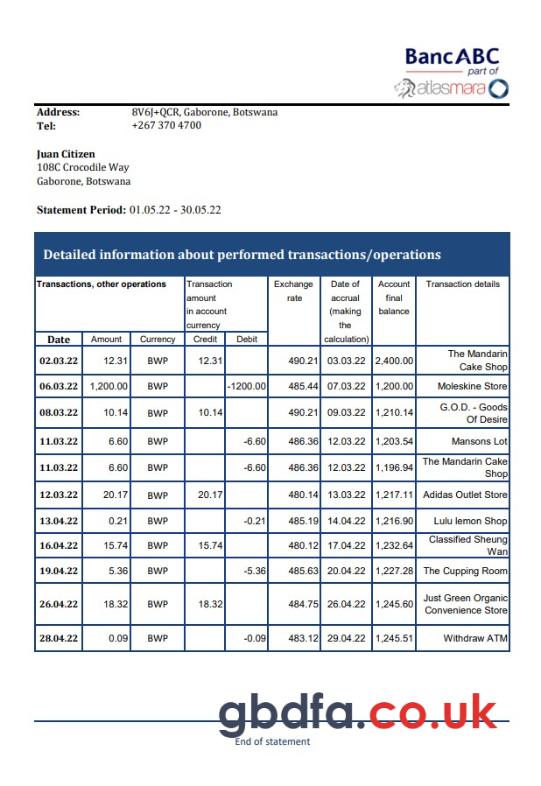 BancABC
part of
atlasmara
Address: 8V6J+QCR, Gaborone, Botswana
Tel: +267 370 4700
Juan Citizen
108C Crocodile Way
Gaborone, Botswana
Statement Period: 01.05.22 - 30.05.22
Detailed information about performed transactions/operations
Transactions, other operations
Transaction
amount
in account
currency
Exchange
rate
Date of
accrual
(making
the
calculation)
Account
final
balance
Transaction details
Date Amount Currency Credit Debit
02.03.22 12.31 BWP 12.31 490.21 03.03.22 2,400.00 The Mandarin
Cake Shop
06.03.22 1,200.00 BWP -1200.00 485.44 07.03.22 1,200.00 Moleskine Store
08.03.22 10.14 BWP 10.14 490.21 09.03.22 1,210.14 G.O.D. - Goods
Of Desire
11.03.22 6.60 BWP -6.60 486.36 12.03.22 1,203.54 Mansons Lot
11.03.22 6.60 BWP -6.60 486.36 12.03.22 1,196.94 The Mandarin Cake
Shop
12.03.22 20.17 BWP 20.17 480.14 13.03.22 1,217.11 Adidas Outlet Store
13.04.22 0.21 BWP -0.21 485.19 14.04.22 1,216.90 Lulu lemon Shop
16.04.22 15.74 BWP 15.74 480.12 17.04.22 1,232.64 Classified Sheung
Wan
19.04.22 5.36 BWP -5.36 485.63 20.04.22 1,227.28 The Cupping Room
26.04.22 18.32 BWP 18.32 484.75 26.04.22 1,245.60 Just Green Organic
Convenience Store
28.04.22 0.09 BWP -0.09 483.12 29.04.22 1,245.51 Withdraw ATM
gbdfa.co.uk
End of statement